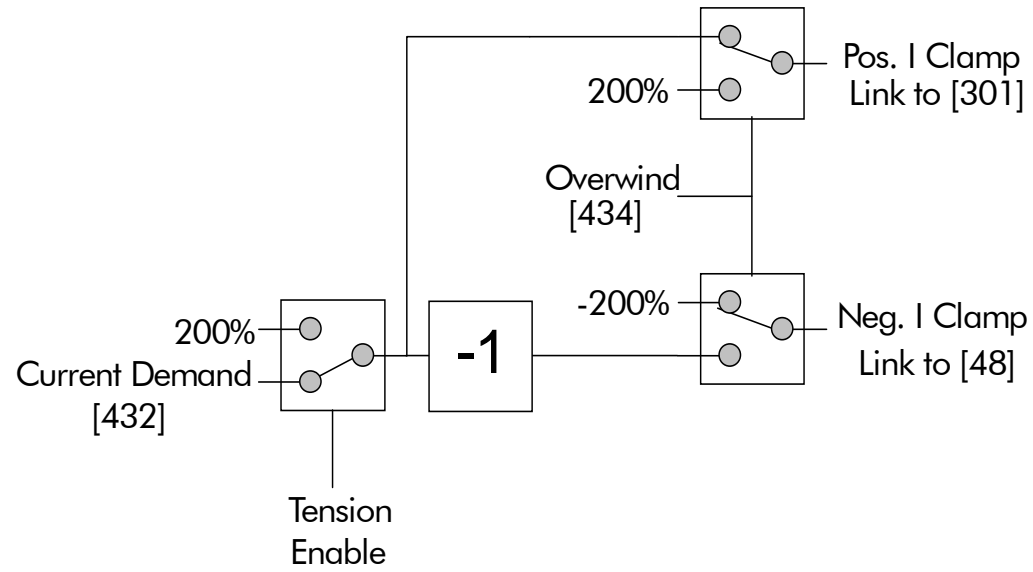 Pos. I Clamp
Link to [301]
200%
Overwind
[434]
-200%
Neg. I Clamp
Link to [48]
200%
-1
Current Demand
[432]
Tension
Enable